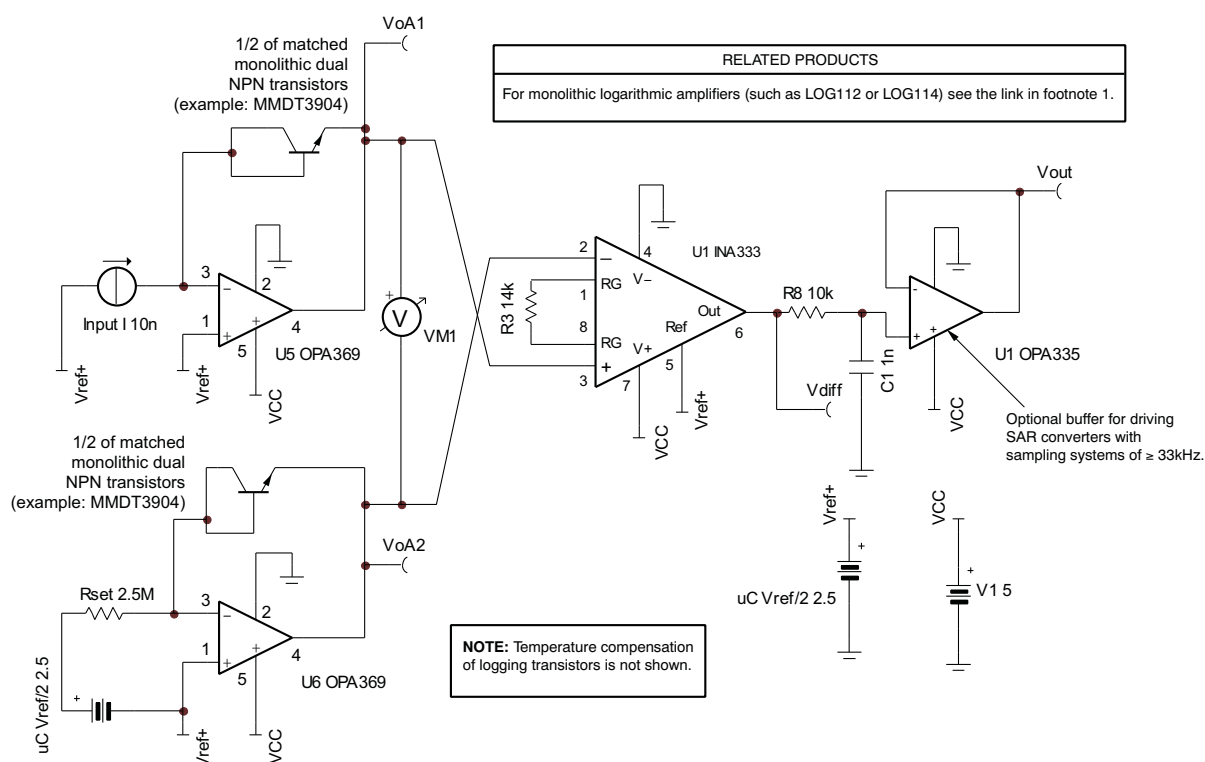 VoA1
1/2 of matched
monolithic dual
NPN transistors
(example: MMDT3904)
RELATED PRODUCTS
For monolithic logarithmic amplifiers (such as LOG112 or LOG114) see the link in footnote 1.
Input I 10n
Vref+
3
2
1
4
5
Vref+
VCC
U5 OPA369
+
V
VM1
2
4
U1 INA333
RG
V−
1
R3 14k
8
RG
V+
Ref
Out
6
3
7
5
VCC
Vref+
R8 10k
C1 1n
Vdiff
Vout
-
+
+
U1 OPA335
VCC
Optional buffer for driving
SAR converters with
sampling systems of ≥ 33kHz.
1/2 of matched
monolithic dual
NPN transistors
(example: MMDT3904)
VoA2
Rset 2.5M
3
2
1
4
5
U6 OPA369
uC Vref/2 2.5
+
Vref+
VCC
NOTE: Temperature compensation
of logging transistors is not shown.
Vref+
+
uC Vref/2 2.5
VCC
+
V1 5